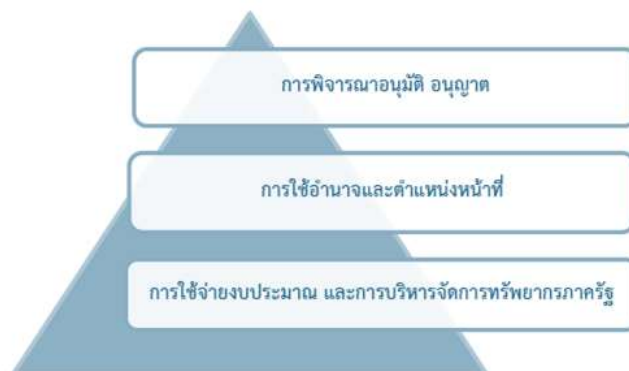 การพิจารณาอนุมัติ อนุญาต
การใช้อำนาจและตำแหน่งหน้าที่
การใช้จ่ายงบประมาณ และการบริหารจัดการทรัพยากรภาครัฐ